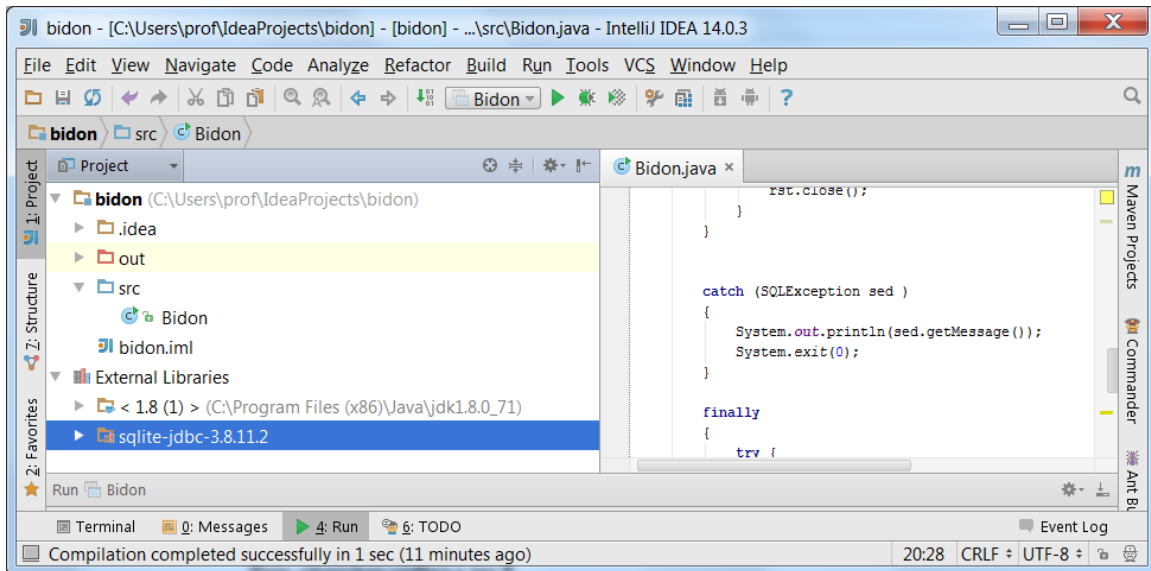 bidon - [C:\Users\prof\IdeaProjects\bidon] - [bidon] - ...\src\Bidon.java - IntelliJ IDEA 14.0.3
File Edit View Navigate Code Analyze Refactor Build Run Tools VCS Window Help
Bidon
bidon src Bidon
1: Project
7: Structure
2: Favorites
Project
bidon (C:\Users\prof\IdeaProjects\bidon)
.idea
out
src
Bidon
bidon.iml
External Libraries
< 1.8 (1) > (C:\Program Files (x86)\Java\jdk1.8.0_71)
sqlite-jdbc-3.8.11.2
Bidon.java
rst.close();
}
}
catch (SQLException sed )
{
System.out.println(sed.getMessage());
System.exit(0);
}
finally
{
try {
Maven Projects
Commander
Ant Bu
Run Bidon
Terminal 0: Messages 4: Run 6: TODO Event Log
Compilation completed successfully in 1 sec (11 minutes ago) 20:28 CRLF UTF-8